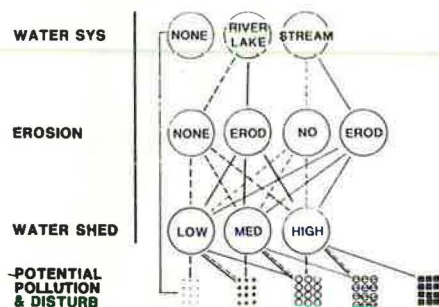 WATER SYS
NONE
RIVER
LAKE
STREAM
EROSION
NONE
EROD
NO
EROD
WATER SHED
LOW
MED
HIGH
POTENTIAL
POLLUTION
& DISTURB